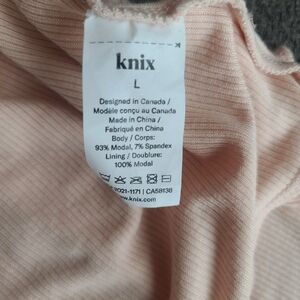 knix
L
Designed in Canada /
Modèle conçu au Canada
Made in China /
Fabriqué en China
Body / Corps:
93% Modal, 7% Spandex
Lining / Doublure:
100% Modal
2021-1171 | CA58138
www.knix.com